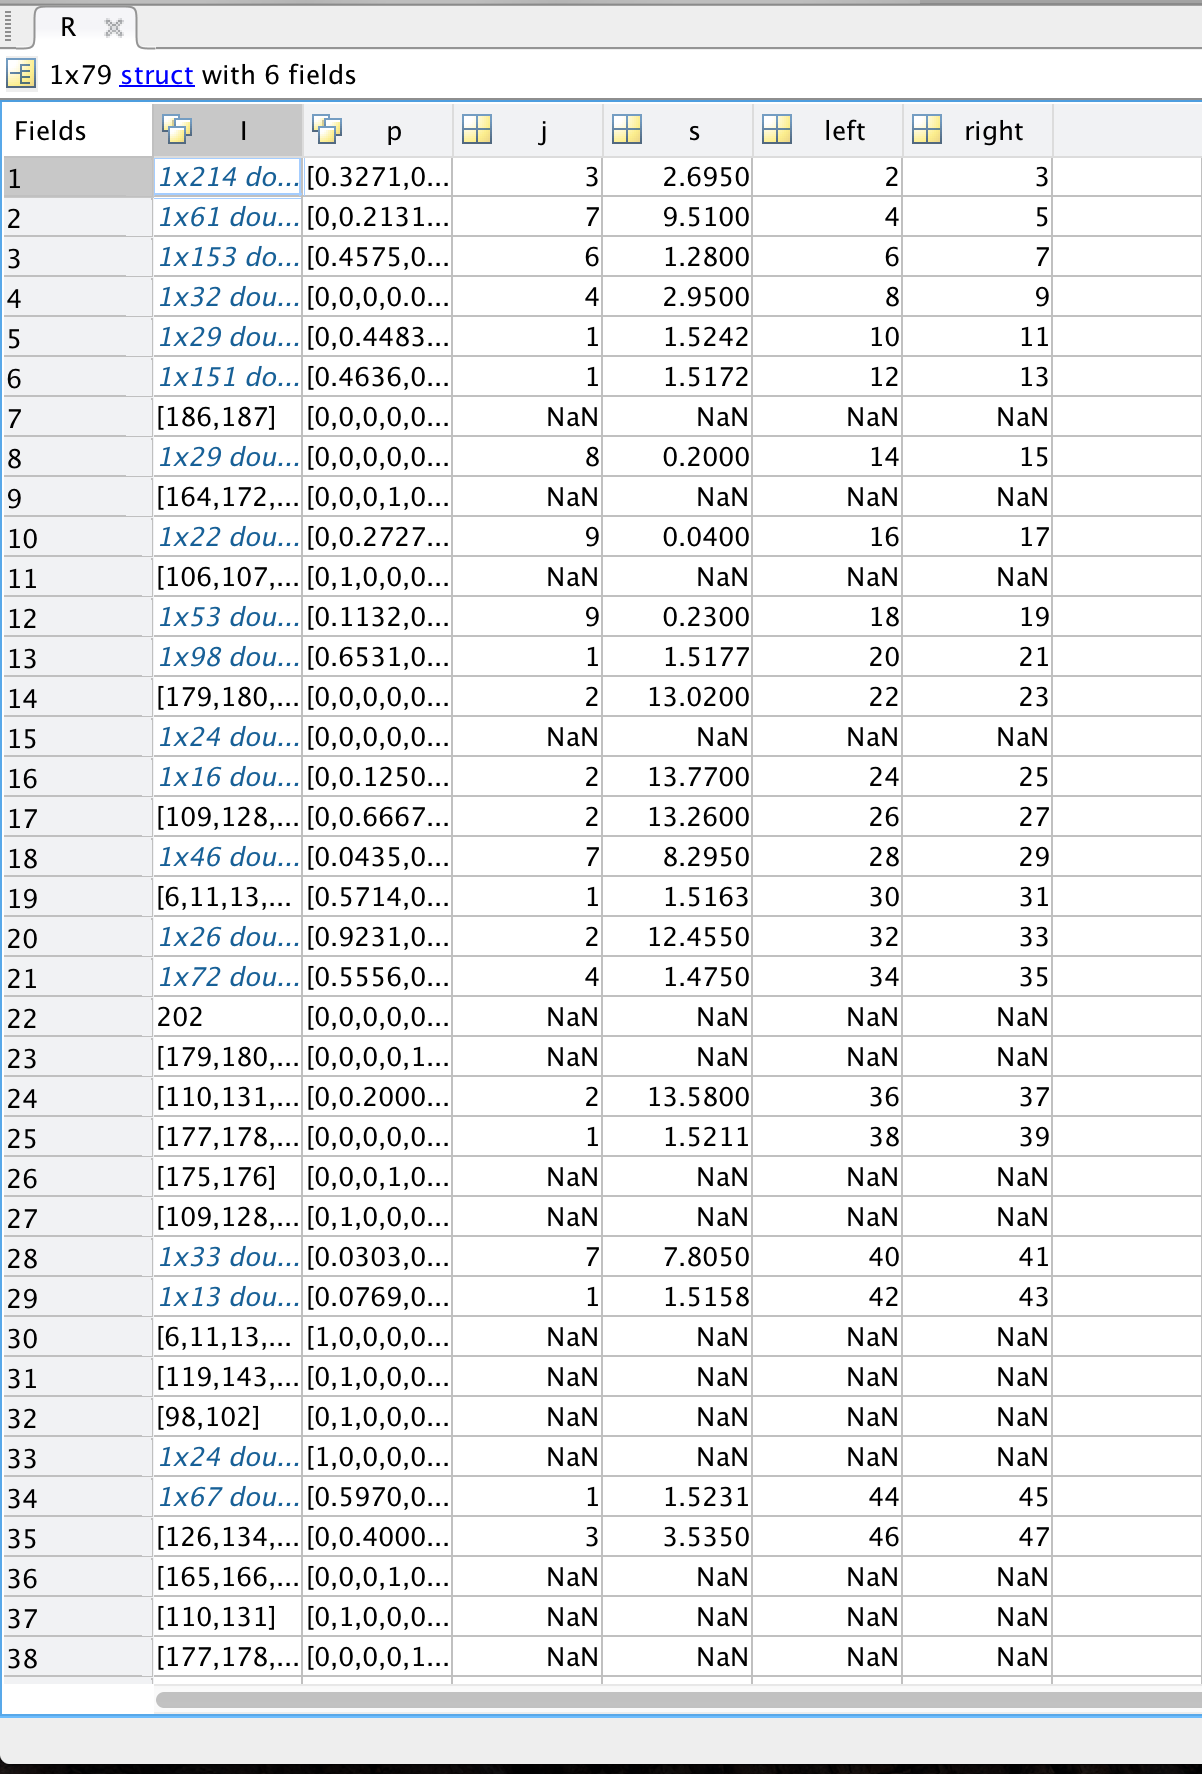 R
1x79 struct with 6 fields
Fields I p j s left right
1 1x214 do... [0.3271,0... 3 2.6950 2 3
2 1x61 dou... [0,0.2131... 7 9.5100 4 5
3 1x153 do... [0.4575,0... 6 1.2800 6 7
4 1x32 dou... [0,0,0,0.0... 4 2.9500 8 9
5 1x29 dou... [0,0.4483... 1 1.5242 10 11
6 1x151 do... [0.4636,0... 1 1.5172 12 13
7 [186,187] [0,0,0,0,0... NaN NaN NaN NaN
8 1x29 dou... [0,0,0,0,0... 8 0.2000 14 15
9 [164,172,... [0,0,0,1,0... NaN NaN NaN NaN
10 1x22 dou... [0,0.2727... 9 0.0400 16 17
11 [106,107,... [0,1,0,0,0... NaN NaN NaN NaN
12 1x53 dou... [0.1132,0... 9 0.2300 18 19
13 1x98 dou... [0.6531,0... 1 1.5177 20 21
14 [179,180,... [0,0,0,0,0... 2 13.0200 22 23
15 1x24 dou... [0,0,0,0,0... NaN NaN NaN NaN
16 1x16 dou... [0,0.1250... 2 13.7700 24 25
17 [109,128,... [0,0.6667... 2 13.2600 26 27
18 1x46 dou... [0.0435,0... 7 8.2950 28 29
19 [6,11,13,... [0.5714,0... 1 1.5163 30 31
20 1x26 dou... [0.9231,0... 2 12.4550 32 33
21 1x72 dou... [0.5556,0... 4 1.4750 34 35
22 202 [0,0,0,0,0... NaN NaN NaN NaN
23 [179,180,... [0,0,0,0,1... NaN NaN NaN NaN
24 [110,131,... [0,0.2000... 2 13.5800 36 37
25 [177,178,... [0,0,0,0,0... 1 1.5211 38 39
26 [175,176] [0,0,0,1,0... NaN NaN NaN NaN
27 [109,128,... [0,1,0,0,0... NaN NaN NaN NaN
28 1x33 dou... [0.0303,0... 7 7.8050 40 41
29 1x13 dou... [0.0769,0... 1 1.5158 42 43
30 [6,11,13,... [1,0,0,0,0... NaN NaN NaN NaN
31 [119,143,... [0,1,0,0,0... NaN NaN NaN NaN
32 [98,102] [0,1,0,0,0... NaN NaN NaN NaN
33 1x24 dou... [1,0,0,0,0... NaN NaN NaN NaN
34 1x67 dou... [0.5970,0... 1 1.5231 44 45
35 [126,134,... [0,0.4000... 3 3.5350 46 47
36 [165,166,... [0,0,0,1,0... NaN NaN NaN NaN
37 [110,131] [0,1,0,0,0... NaN NaN NaN NaN
38 [177,178,... [0,0,0,0,1... NaN NaN NaN NaN